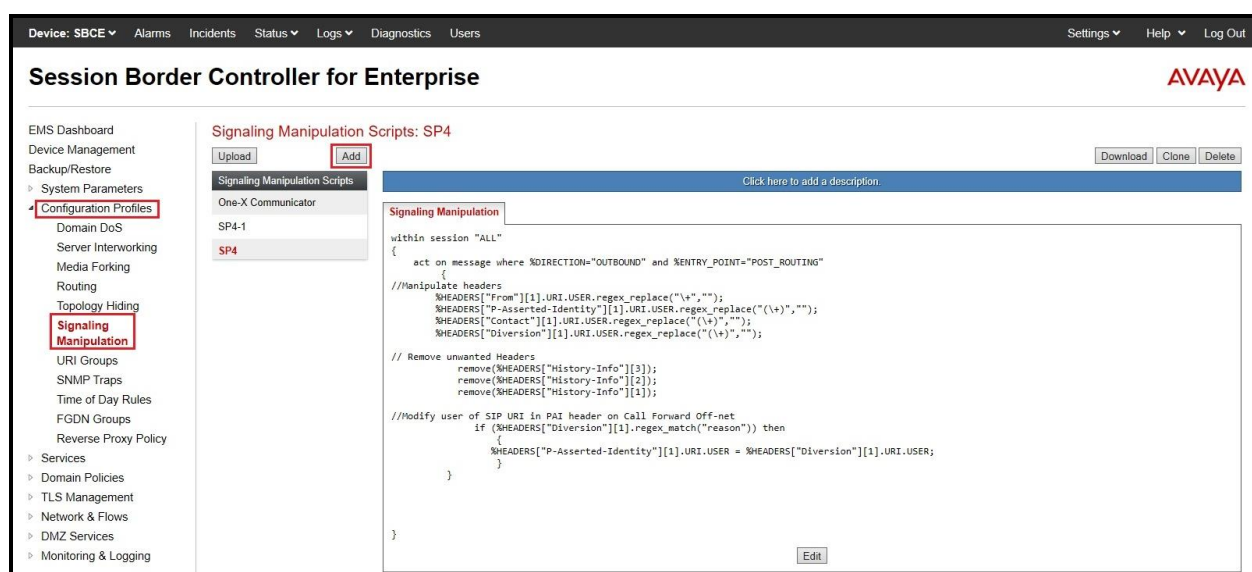 Device: SBCE Alarms Incidents Status Logs Diagnostics Users Settings Help Log Out
Session Border Controller for Enterprise
AVAYA
EMS Dashboard
Device Management
Backup/Restore
System Parameters
Configuration Profiles
Domain DoS
Server Interworking
Media Forking
Routing
Topology Hiding
Signaling
Manipulation
URI Groups
SNMP Traps
Time of Day Rules
FGDN Groups
Reverse Proxy Policy
Services
Domain Policies
TLS Management
Network & Flows
DMZ Services
Monitoring & Logging
Signaling Manipulation Scripts: SP4
Upload Add Download Clone Delete
Signaling Manipulation Scripts
One-X Communicator
SP4-1
SP4
Click here to add a description.
Signaling Manipulation
within session "ALL"
{
act on message where %DIRECTION="OUTBOUND" and %ENTRY_POINT="POST_ROUTING"
{
//Manipulate headers
%HEADERS["From"][1].URI.USER.regex_replace("\+","");
%HEADERS["P-Asserted-Identity"][1].URI.USER.regex_replace("(\+)","");
%HEADERS["Contact"][1].URI.USER.regex_replace("(\+)","");
%HEADERS["Diversion"][1].URI.USER.regex_replace("(\+)","");
// Remove unwanted Headers
remove(%HEADERS["History-Info"][3]);
remove(%HEADERS["History-Info"][2]);
remove(%HEADERS["History-Info"][1]);
//Modify user of SIP URI in PAI header on Call Forward Off-net
if (%HEADERS["Diversion"][1].regex_match("reason")) then
{
%HEADERS["P-Asserted-Identity"][1].URI.USER = %HEADERS["Diversion"][1].URI.USER;
}
}
}
Edit